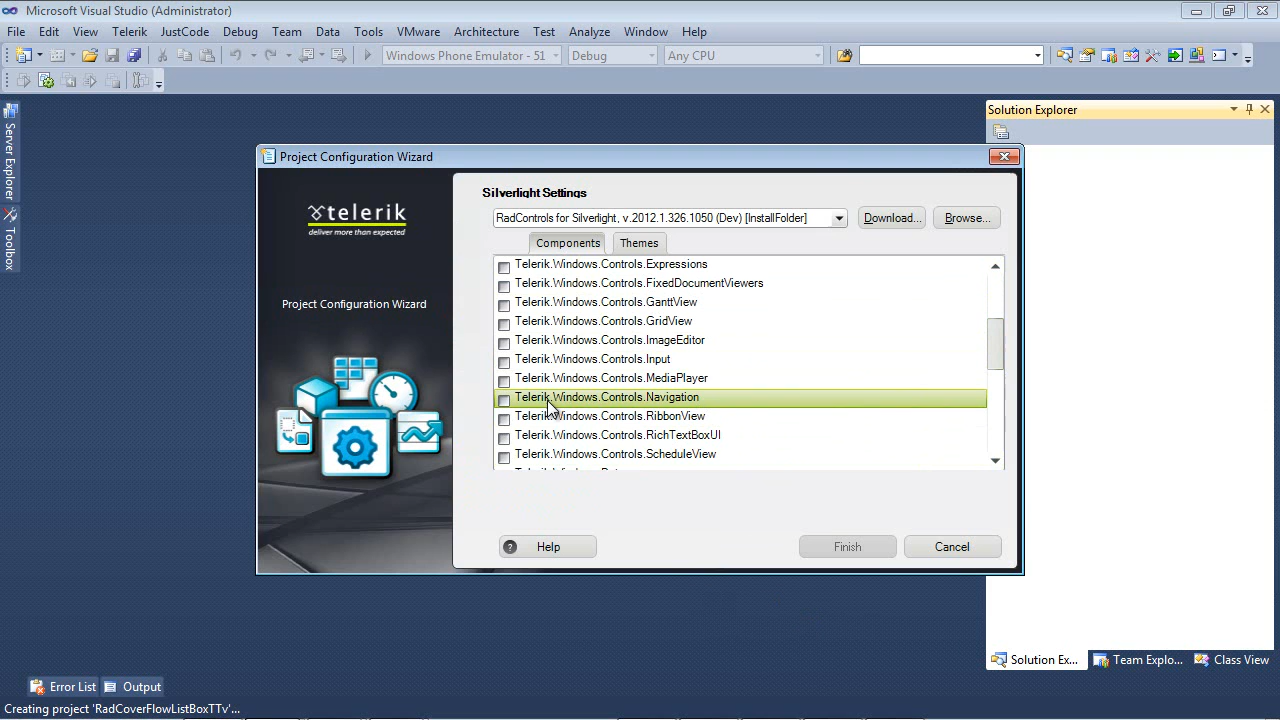 Microsoft Visual Studio (Administrator)
File Edit View Telerik JustCode Debug Team Data Tools VMware Architecture Test Analyze Window Help
Windows Phone Emulator - 51 Debug Any CPU
Server Explorer
Toolbox
Solution Explorer
Project Configuration Wizard
telerik
deliver more than expected
Project Configuration Wizard
Silverlight Settings
RadControls for Silverlight, v.2012.1.326.1050 (Dev) [InstallFolder] Download... Browse...
Components Themes
Telerik.Windows.Controls.Expressions
Telerik.Windows.Controls.FixedDocumentViewers
Telerik.Windows.Controls.GanttView
Telerik.Windows.Controls.GridView
Telerik.Windows.Controls.ImageEditor
Telerik.Windows.Controls.Input
Telerik.Windows.Controls.MediaPlayer
Telerik.Windows.Controls.Navigation
Telerik.Windows.Controls.RibbonView
Telerik.Windows.Controls.RichTextBoxUI
Telerik.Windows.Controls.ScheduleView
? Help Finish Cancel
Solution Ex... Team Explo... Class View
Error List Output
Creating project 'RadCoverFlowListBoxTTv'...